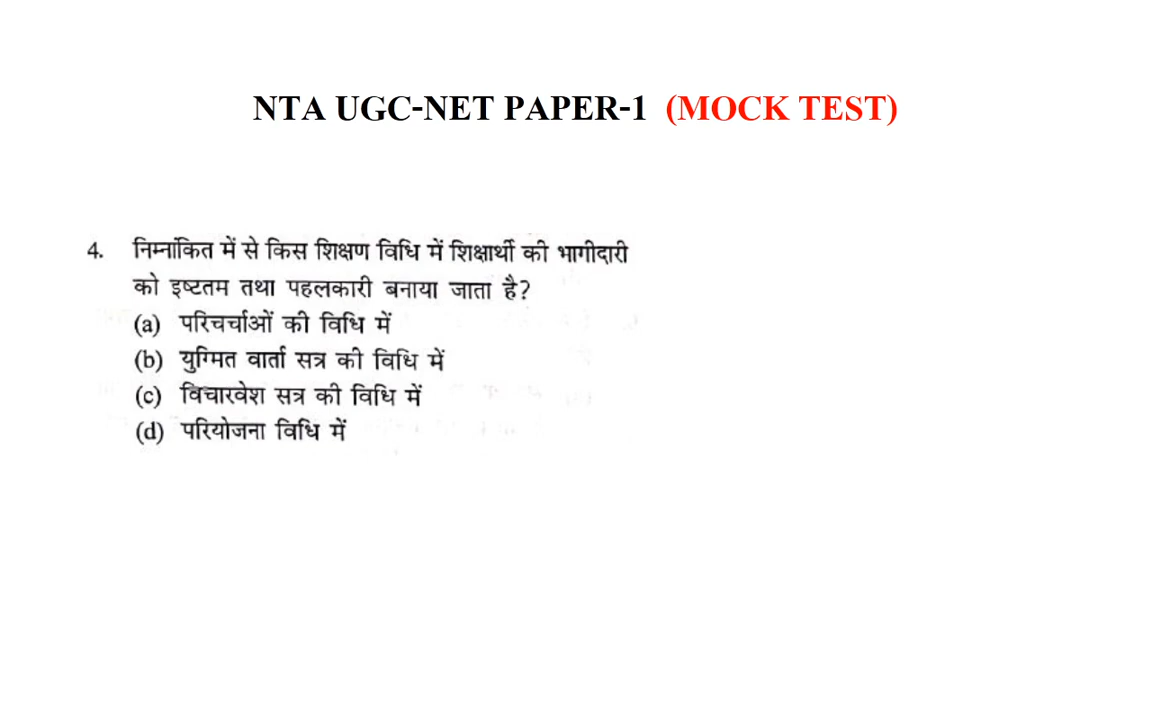 NTA UGC-NET PAPER-1 (MOCK TEST)
4. निम्नांकित में से किस शिक्षण विधि में शिक्षार्थी की भागीदारी
को इष्टतम तथा पहलकारी बनाया जाता है?
(a) परिचर्चाओं की विधि में
(b) युग्मित वार्ता सत्र की विधि में
(c) विचारवेश सत्र की विधि में
(d) परियोजना विधि में